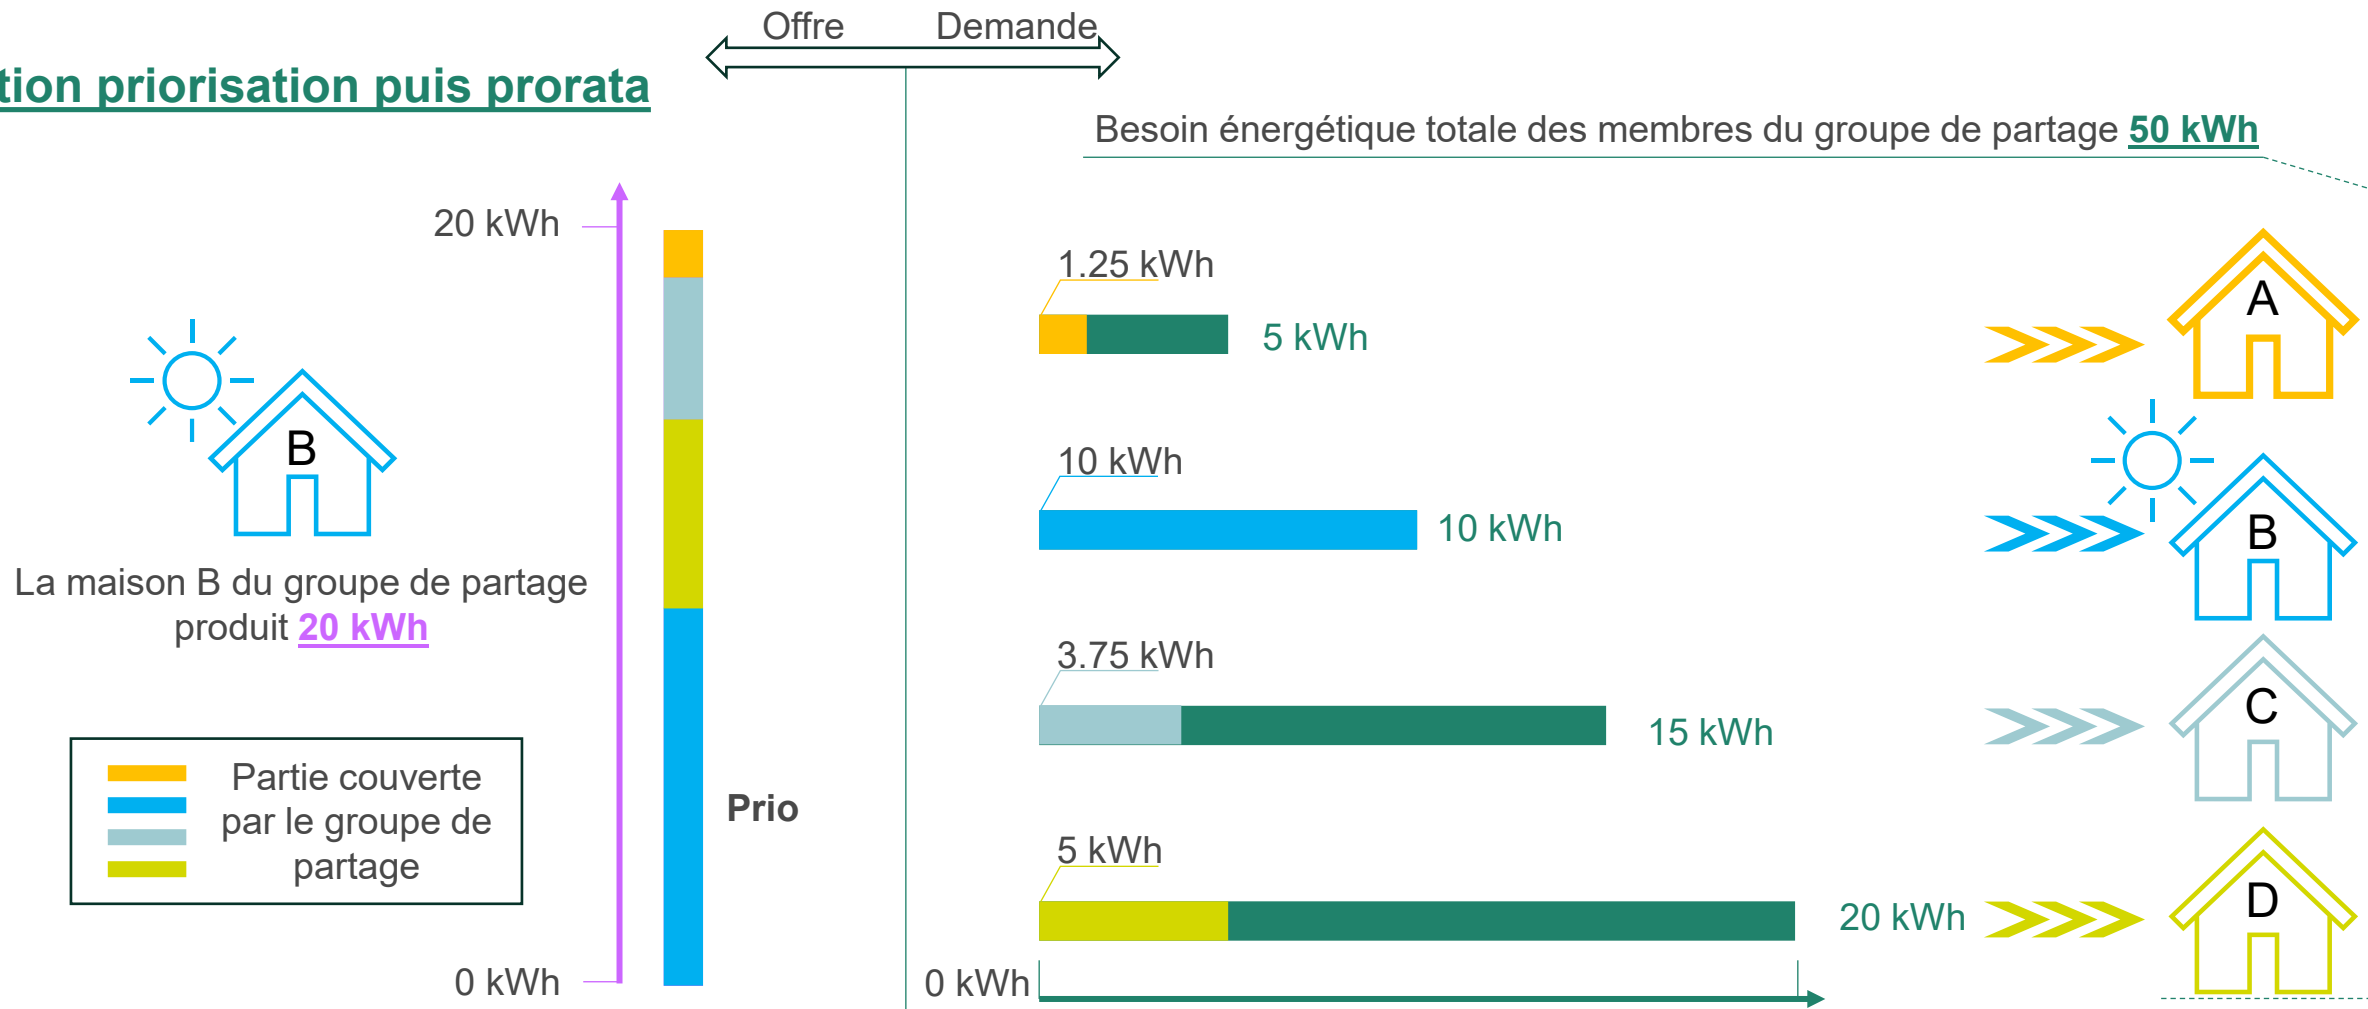 Offre Demande
tion priorisation puis prorata
Besoin énergétique totale des membres du groupe de partage 50 kWh
20 kWh
1.25 kWh
5 kWh
A
B
La maison B du groupe de partage
produit 20 kWh
10 kWh
10 kWh
B
3.75 kWh
15 kWh
C
Partie couverte
par le groupe de
partage
Prio
5 kWh
20 kWh
D
0 kWh
0 kWh